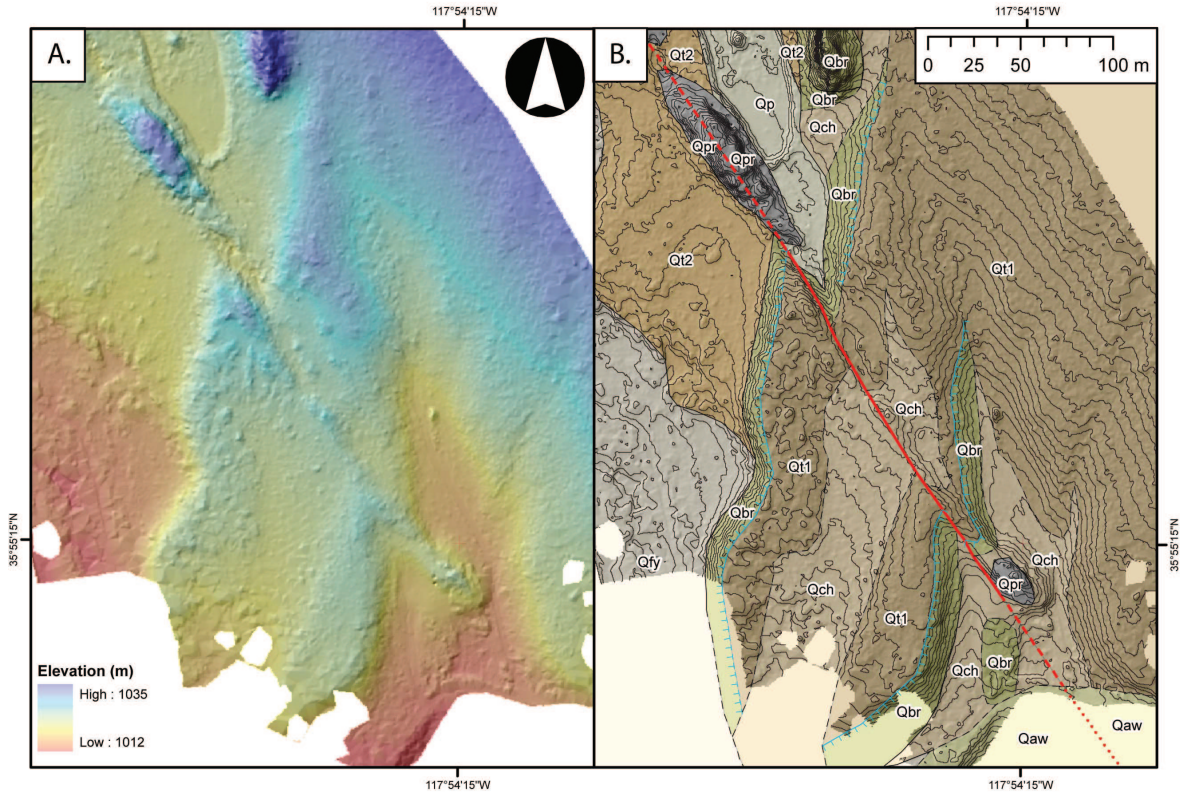 117°54'15"W
117°54'15"W
A.
B.
0 25 50 100 m
Qt2
Qt2
Qbr
Qp
Qbr
Qch
Qpr
Qpr
Qbr
Qt2
Qt1
Qch
Qbr
Qt1
Qbr
35°55'15"N
35°55'15"N
Qfy
Qch
Qch
Qpr
Qt1
Qbr
Qch
Qbr
Qaw
Qaw
Elevation (m)
High : 1035
Low : 1012
117°54'15"W
117°54'15"W